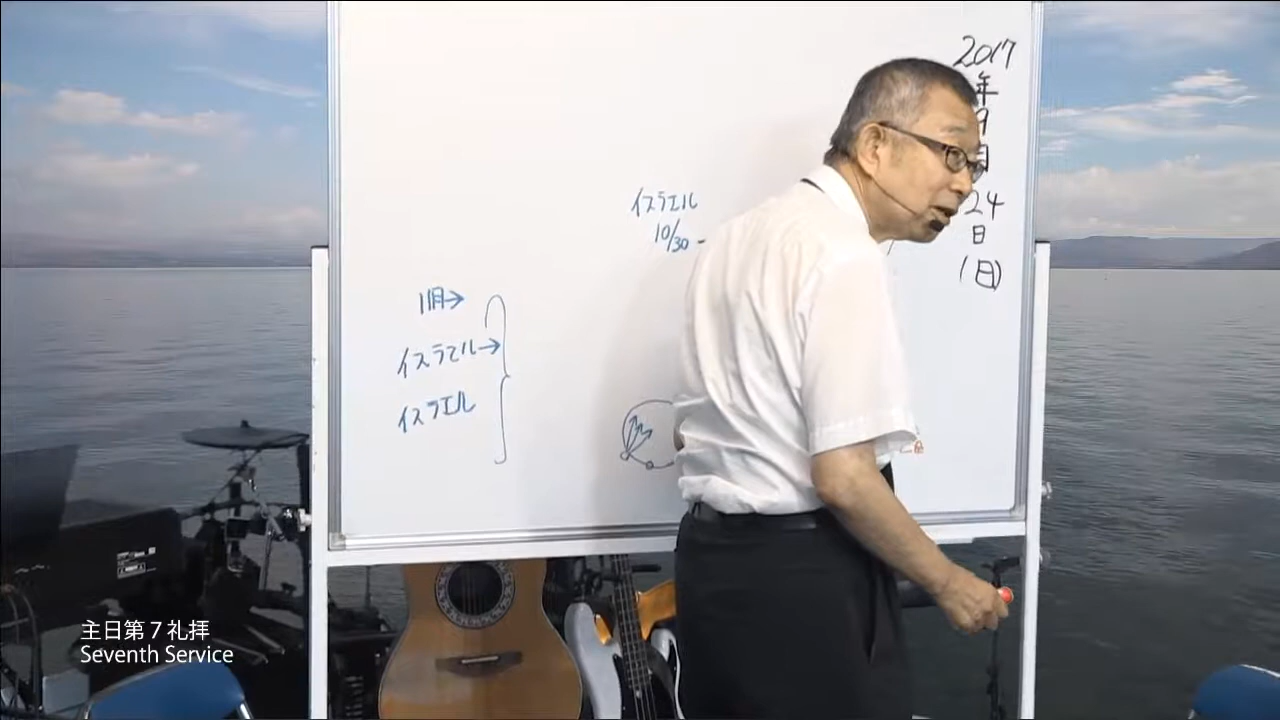 2017
年
9
月
24
日
(日)
イスラエル
10/30 -
1日→
イスラエル→
イスラエル
主日第7礼拝
Seventh Service